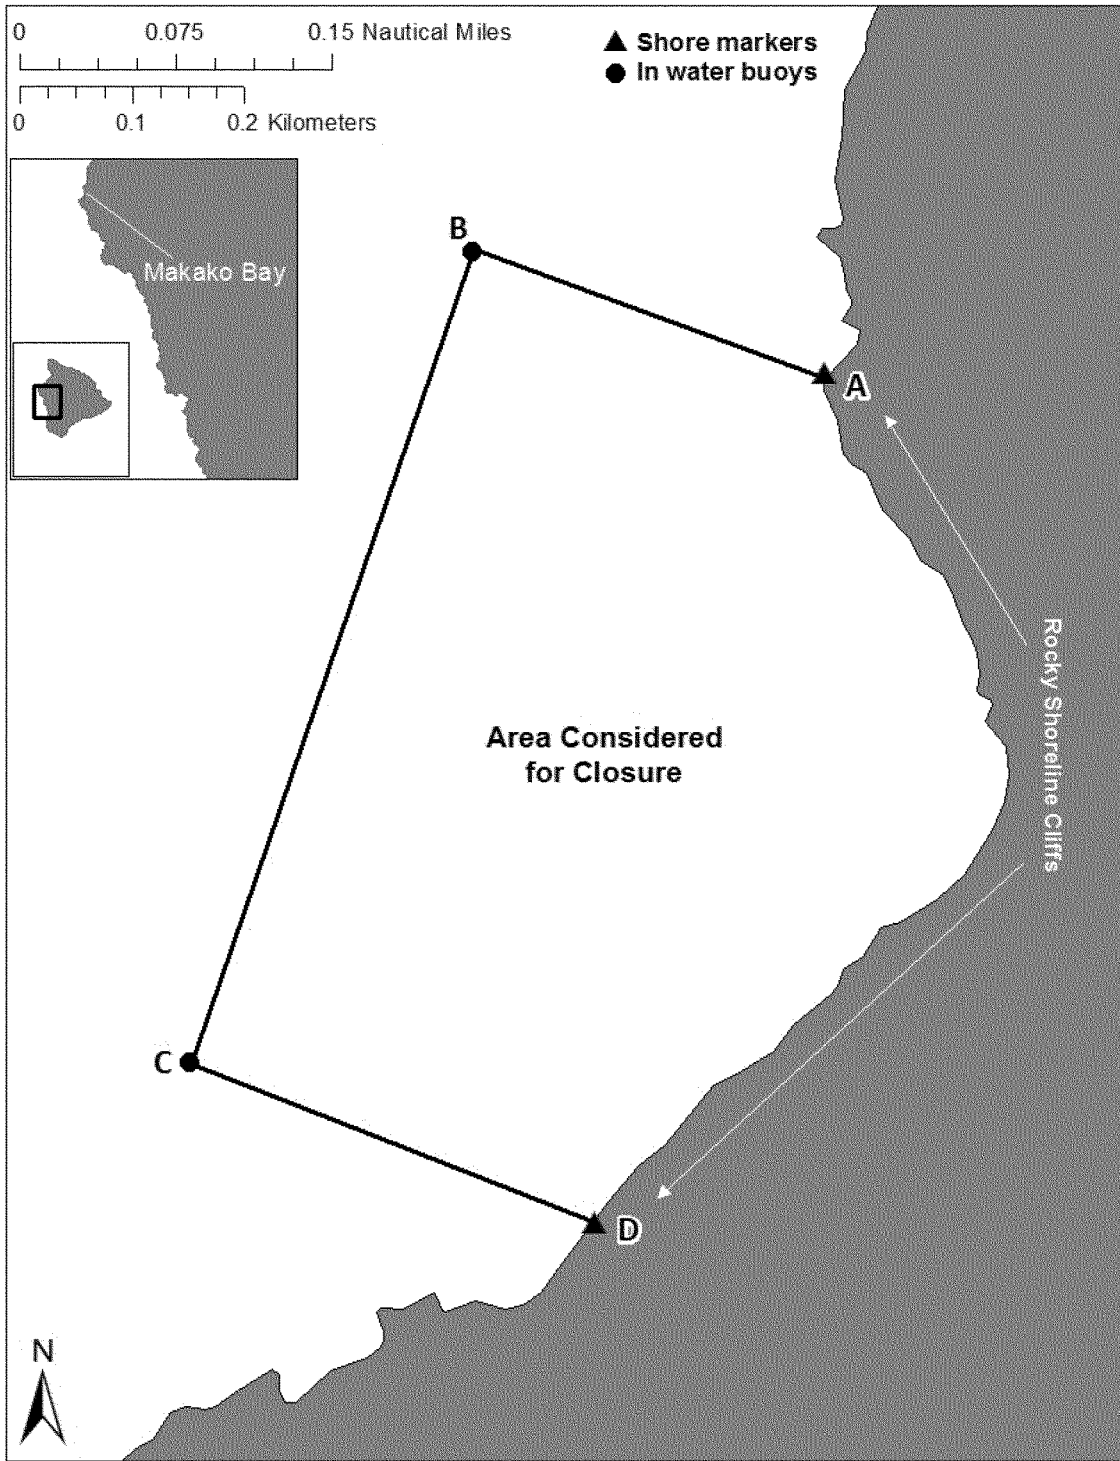 0 0.075 0.15 Nautical Miles
0 0.1 0.2 Kilometers
Shore markers
In water buoys
Makako Bay
B
A
Rocky Shoreline Cliffs
Area Considered
for Closure
C
D
N